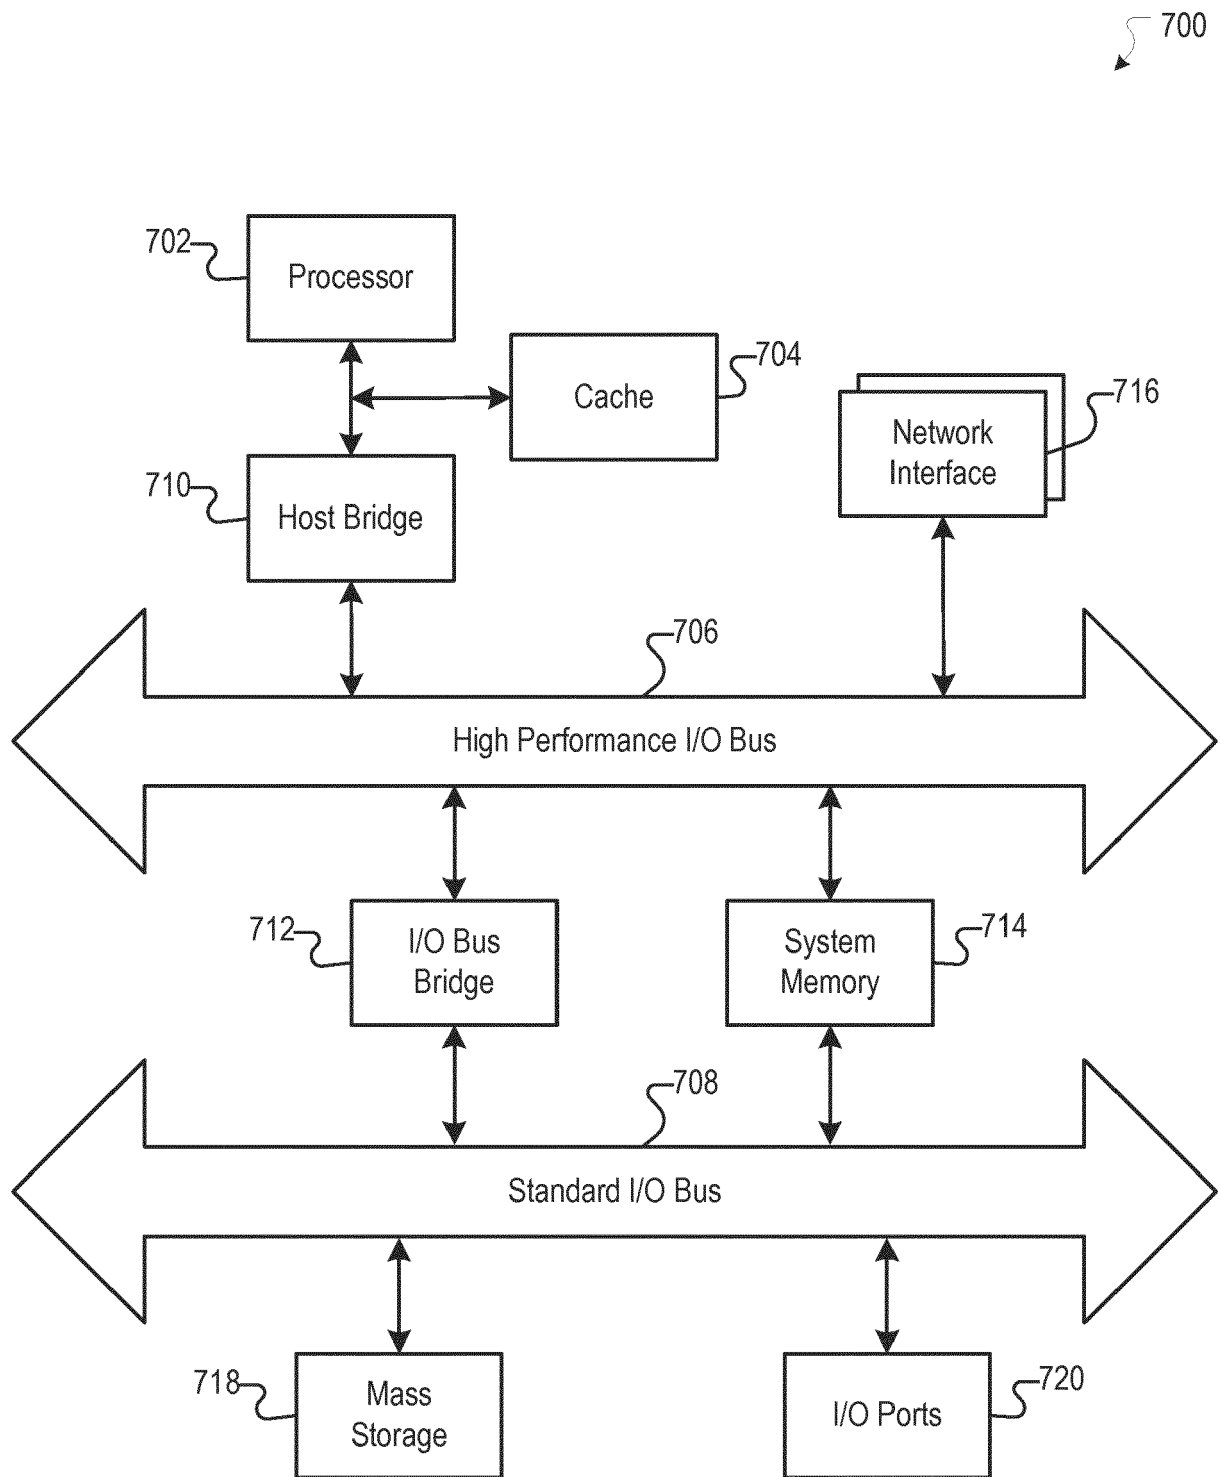 700
702
Processor
704
Cache
716
Network
Interface
710
Host Bridge
706
High Performance I/O Bus
712
I/O Bus
Bridge
714
System
Memory
708
Standard I/O Bus
718
Mass
Storage
720
I/O Ports